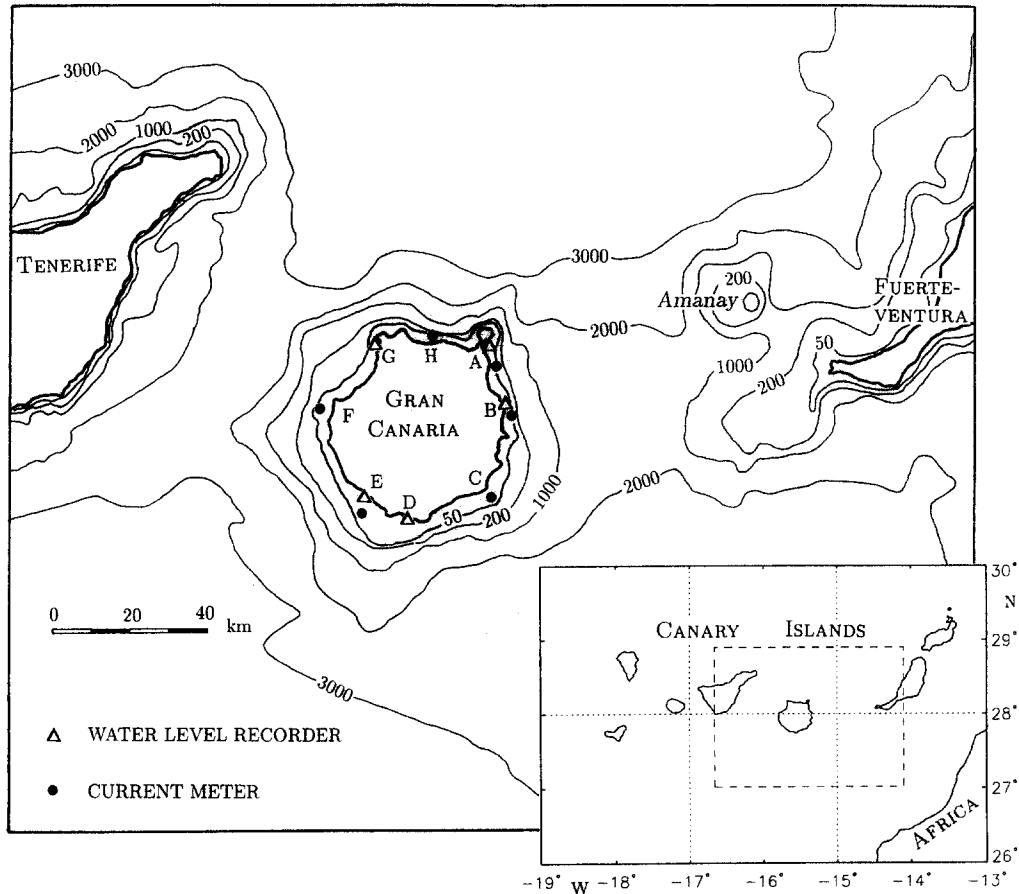 3000
2000
1000
200
TENERIFE
3000
2000
200
Amanay
FUERTE-
VENTURA
50
1000
200
G
H
A
B
GRAN
CANARIA
F
C
E
D
50
200
1000
2000
0 20 40 km
3000
WATER LEVEL RECORDER
CURRENT METER
CANARY ISLANDS
30°
N
29°
28°
27°
26°
AFRICA
-19° W -18° -17° -16° -15° -14° -13°